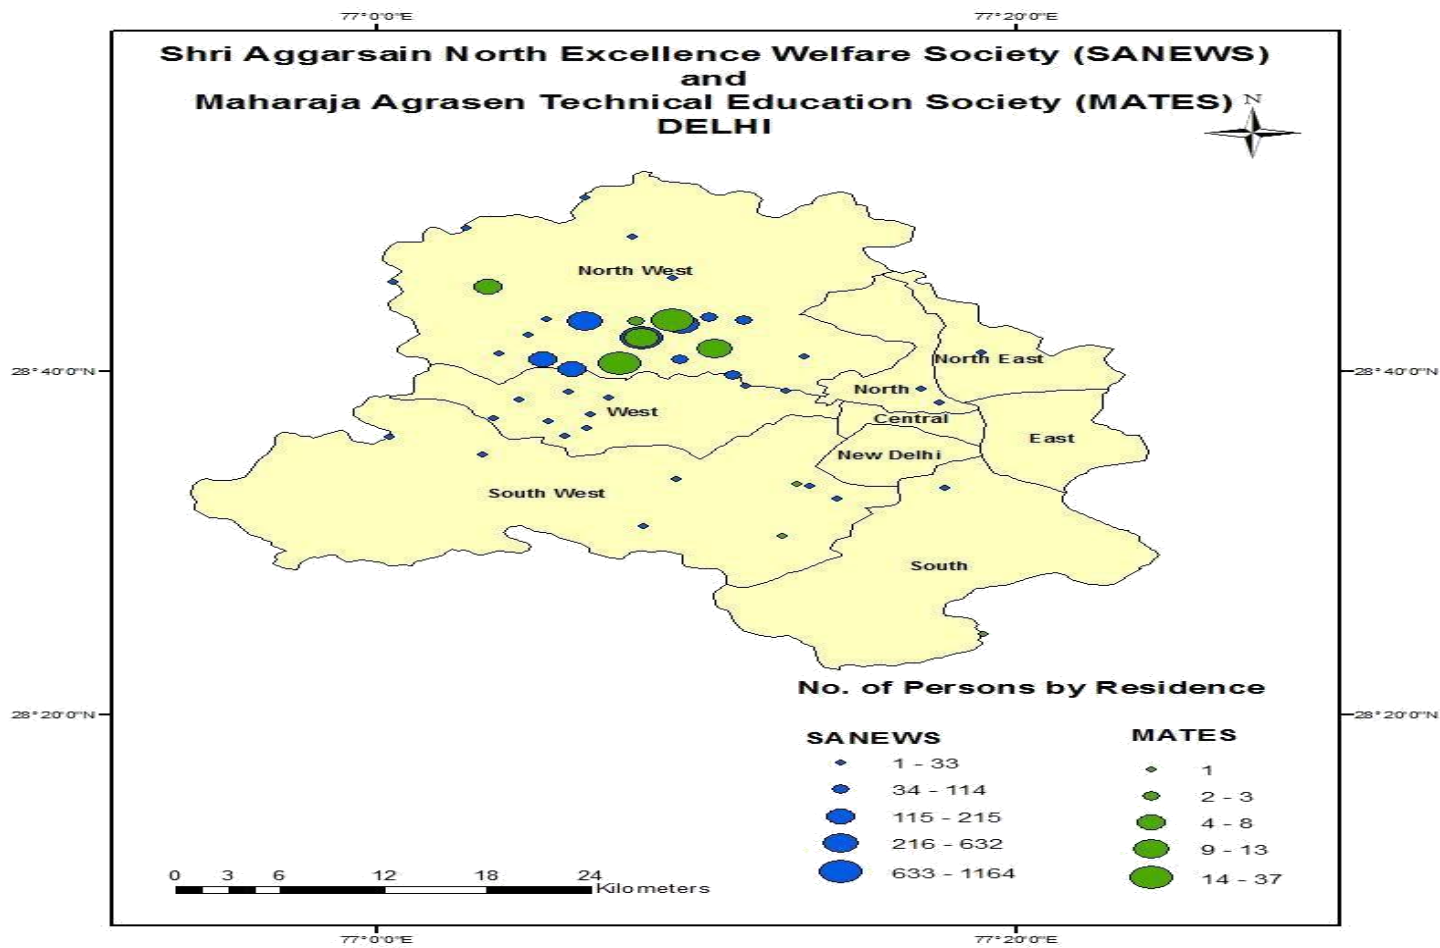 77°0'0"E 77°20'0"E
Shri Aggarsain North Excellence Welfare Society (SANEWS)
and
Maharaja Agrasen Technical Education Society (MATES)
N
DELHI
North West
North East
28°40'0"N 28°40'0"N
North
West
Central
East
New Delhi
South West
South
No. of Persons by Residence
28°20'0"N 28°20'0"N
SANEWS
1 - 33
34 - 114
115 - 215
216 - 632
633 - 1164
MATES
1
2 - 3
4 - 8
9 - 13
14 - 37
0 3 6 12 18 24
Kilometers
77°0'0"E 77°20'0"E